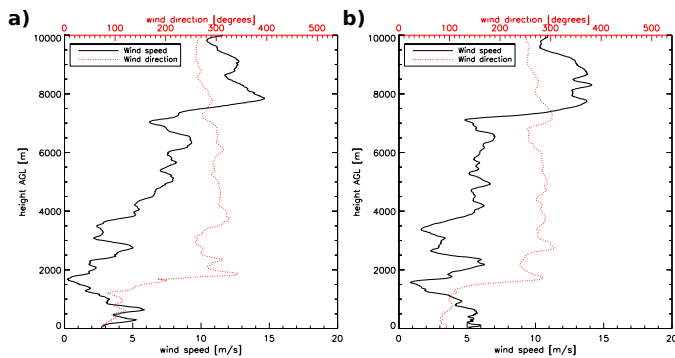 a)
wind direction [degrees]
0 100 200 300 400 500
10000
8000
6000
4000
2000
0
height AGL [m]
Wind speed
Wind direction
0 5 10 15 20
wind speed [m/s]
b)
wind direction [degrees]
0 100 200 300 400 500
10000
8000
6000
4000
2000
0
height AGL [m]
Wind speed
Wind direction
0 5 10 15 20
wind speed [m/s]